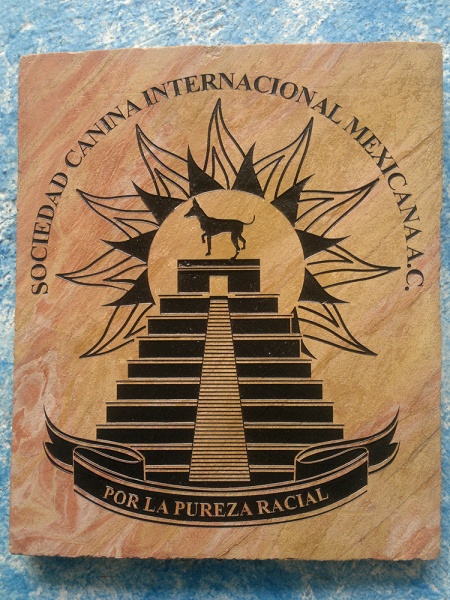 SOCIEDAD CANINA INTERNACIONAL MEXICANA A.C.
POR LA PUREZA RACIAL